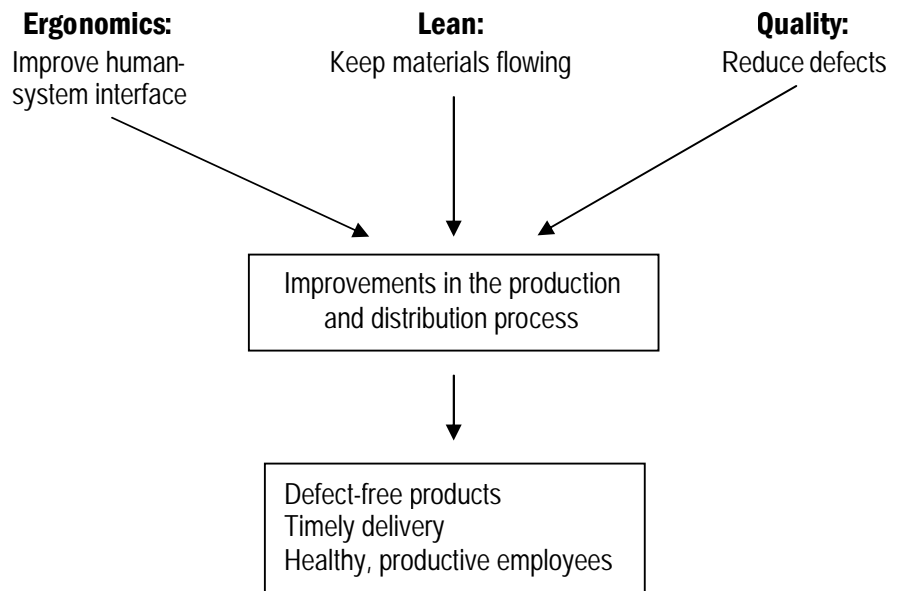 Ergonomics:
Improve human-
system interface
Lean:
Keep materials flowing
Quality:
Reduce defects
Improvements in the production
and distribution process
Defect-free products
Timely delivery
Healthy, productive employees